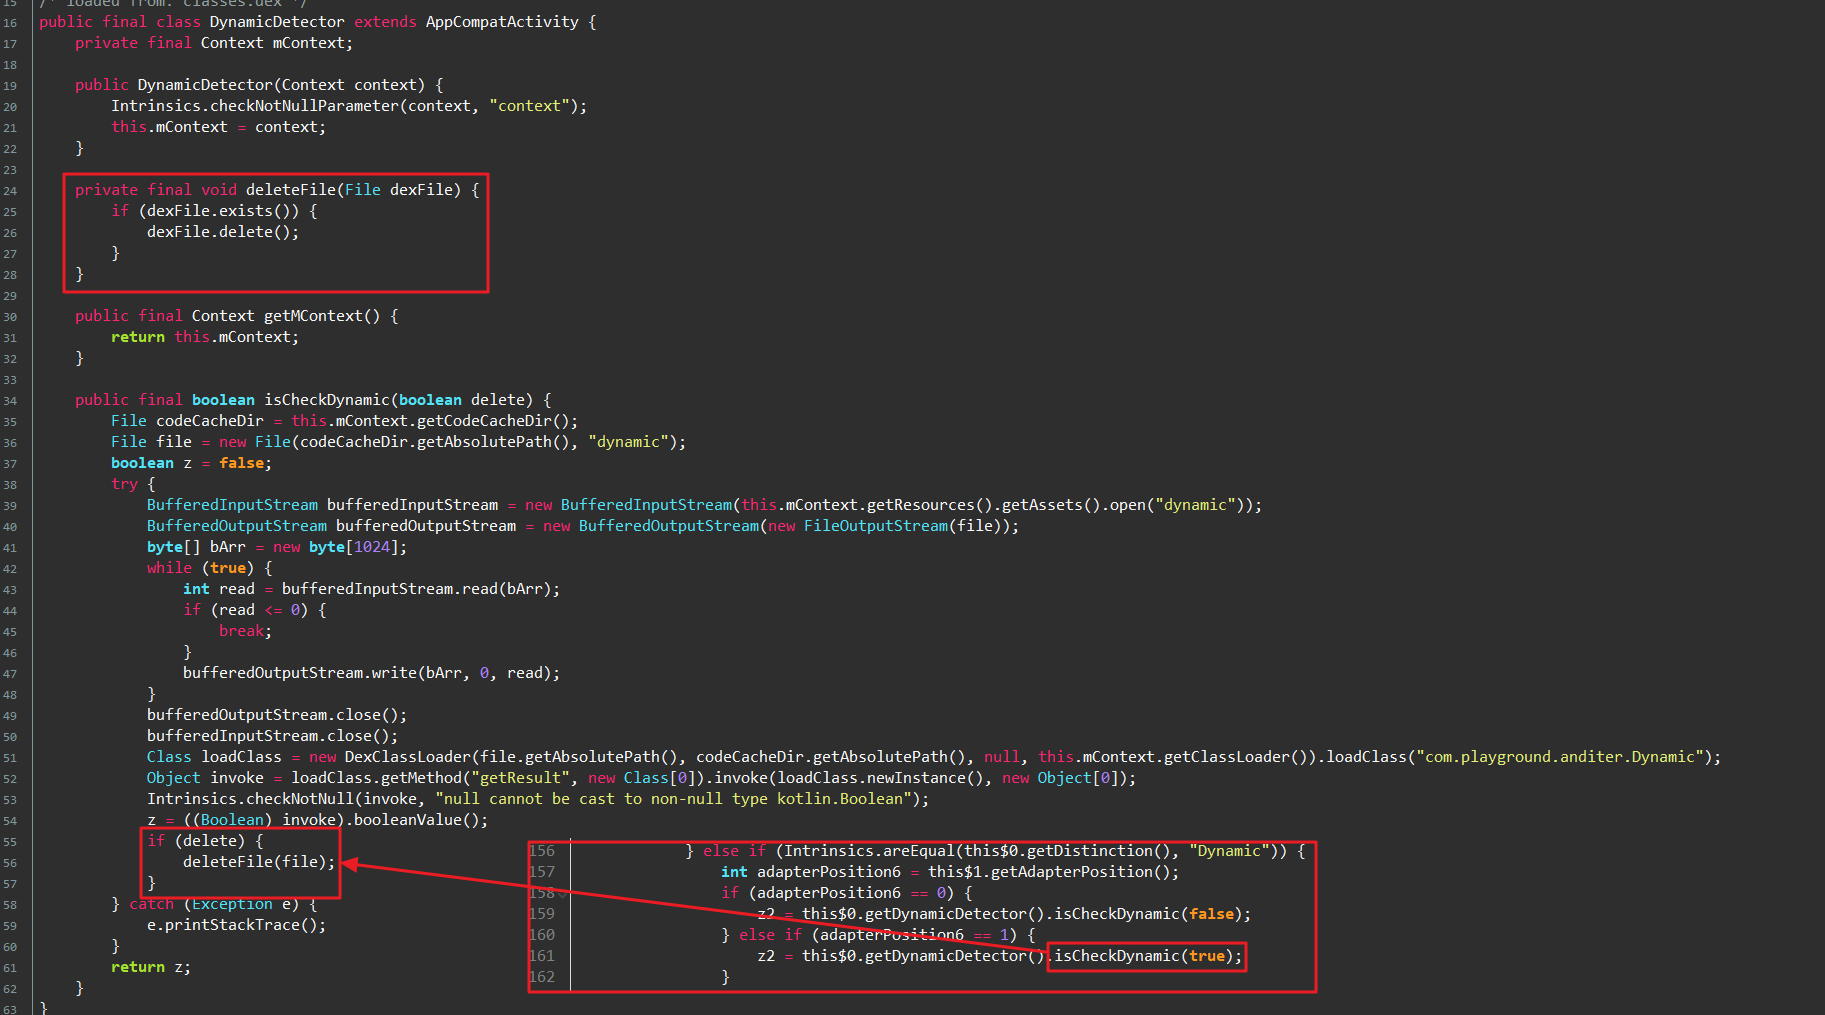 15 /* loaded from: classes.dex */
16 public final class DynamicDetector extends AppCompatActivity {
17     private final Context mContext;
18
19     public DynamicDetector(Context context) {
20         Intrinsics.checkNotNullParameter(context, "context");
21         this.mContext = context;
22     }
23
24     private final void deleteFile(File dexFile) {
25         if (dexFile.exists()) {
26             dexFile.delete();
27         }
28     }
29
30     public final Context getMContext() {
31         return this.mContext;
32     }
33
34     public final boolean isCheckDynamic(boolean delete) {
35         File codeCacheDir = this.mContext.getCodeCacheDir();
36         File file = new File(codeCacheDir.getAbsolutePath(), "dynamic");
37         boolean z = false;
38         try {
39             BufferedInputStream bufferedInputStream = new BufferedInputStream(this.mContext.getResources().getAssets().open("dynamic"));
40             BufferedOutputStream bufferedOutputStream = new BufferedOutputStream(new FileOutputStream(file));
41             byte[] bArr = new byte[1024];
42             while (true) {
43                 int read = bufferedInputStream.read(bArr);
44                 if (read <= 0) {
45                     break;
46                 }
47                 bufferedOutputStream.write(bArr, 0, read);
48             }
49             bufferedOutputStream.close();
50             bufferedInputStream.close();
51             Class loadClass = new DexClassLoader(file.getAbsolutePath(), codeCacheDir.getAbsolutePath(), null, this.mContext.getClassLoader()).loadClass("com.playground.anditer.Dynamic");
52             Object invoke = loadClass.getMethod("getResult", new Class[0]).invoke(loadClass.newInstance(), new Object[0]);
53             Intrinsics.checkNotNull(invoke, "null cannot be cast to non-null type kotlin.Boolean");
54             z = ((Boolean) invoke).booleanValue();
55             if (delete) {
56                 deleteFile(file);
57             }
58         } catch (Exception e) {
59             e.printStackTrace();
60         }
61         return z;
62     }
63 }
156 } else if (Intrinsics.areEqual(this$0.getDistinction(), "Dynamic")) {
157     int adapterPosition6 = this$1.getAdapterPosition();
158     if (adapterPosition6 == 0) {
159         z2 = this$0.getDynamicDetector().isCheckDynamic(false);
160     } else if (adapterPosition6 == 1) {
161         z2 = this$0.getDynamicDetector().isCheckDynamic(true);
162     }